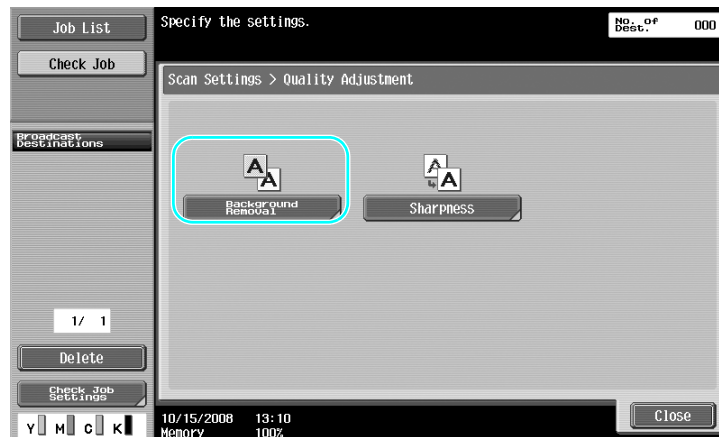 Job List
Check Job
Specify the settings.
No. of
Dest.
000
Scan Settings > Quality Adjustment
Broadcast
Destinations
A
A
Background
Removal
A
A
Sharpness
1/ 1
Delete
Check Job
Settings
Y M C K
10/15/2008 13:10
Memory 100%
Close